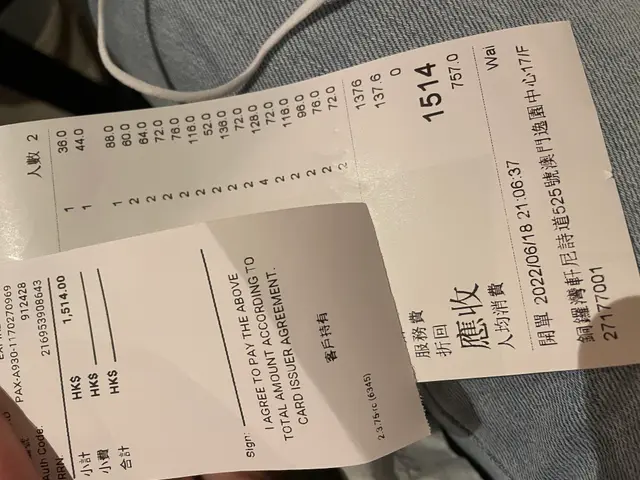 人數 2
1 36.0
1 44.0
1 88.0
2 60.0
2 64.0
2 72.0
2 76.0
2 116.0
2 52.0
2 136.0
2 72.0
4 128.0
2 72.0
2 116.0
2 96.0
2 76.0
2 72.0
1376
服務費 137.6
折回 0
應收 1514
人均消費 757.0
開單 2022/06/18 21:06:37 Wai
銅鑼灣軒尼詩道525號澳門逸園中心17/F
27177001
PAX-A930-1170270969
Auth Code. 912428
RRN. 216953908643
小計 HK$ 1,514.00
小費 HK$
合計 HK$
Sign:
I AGREE TO PAY THE ABOVE
TOTAL AMOUNT ACCORDING TO
CARD ISSUER AGREEMENT.
客戶持有